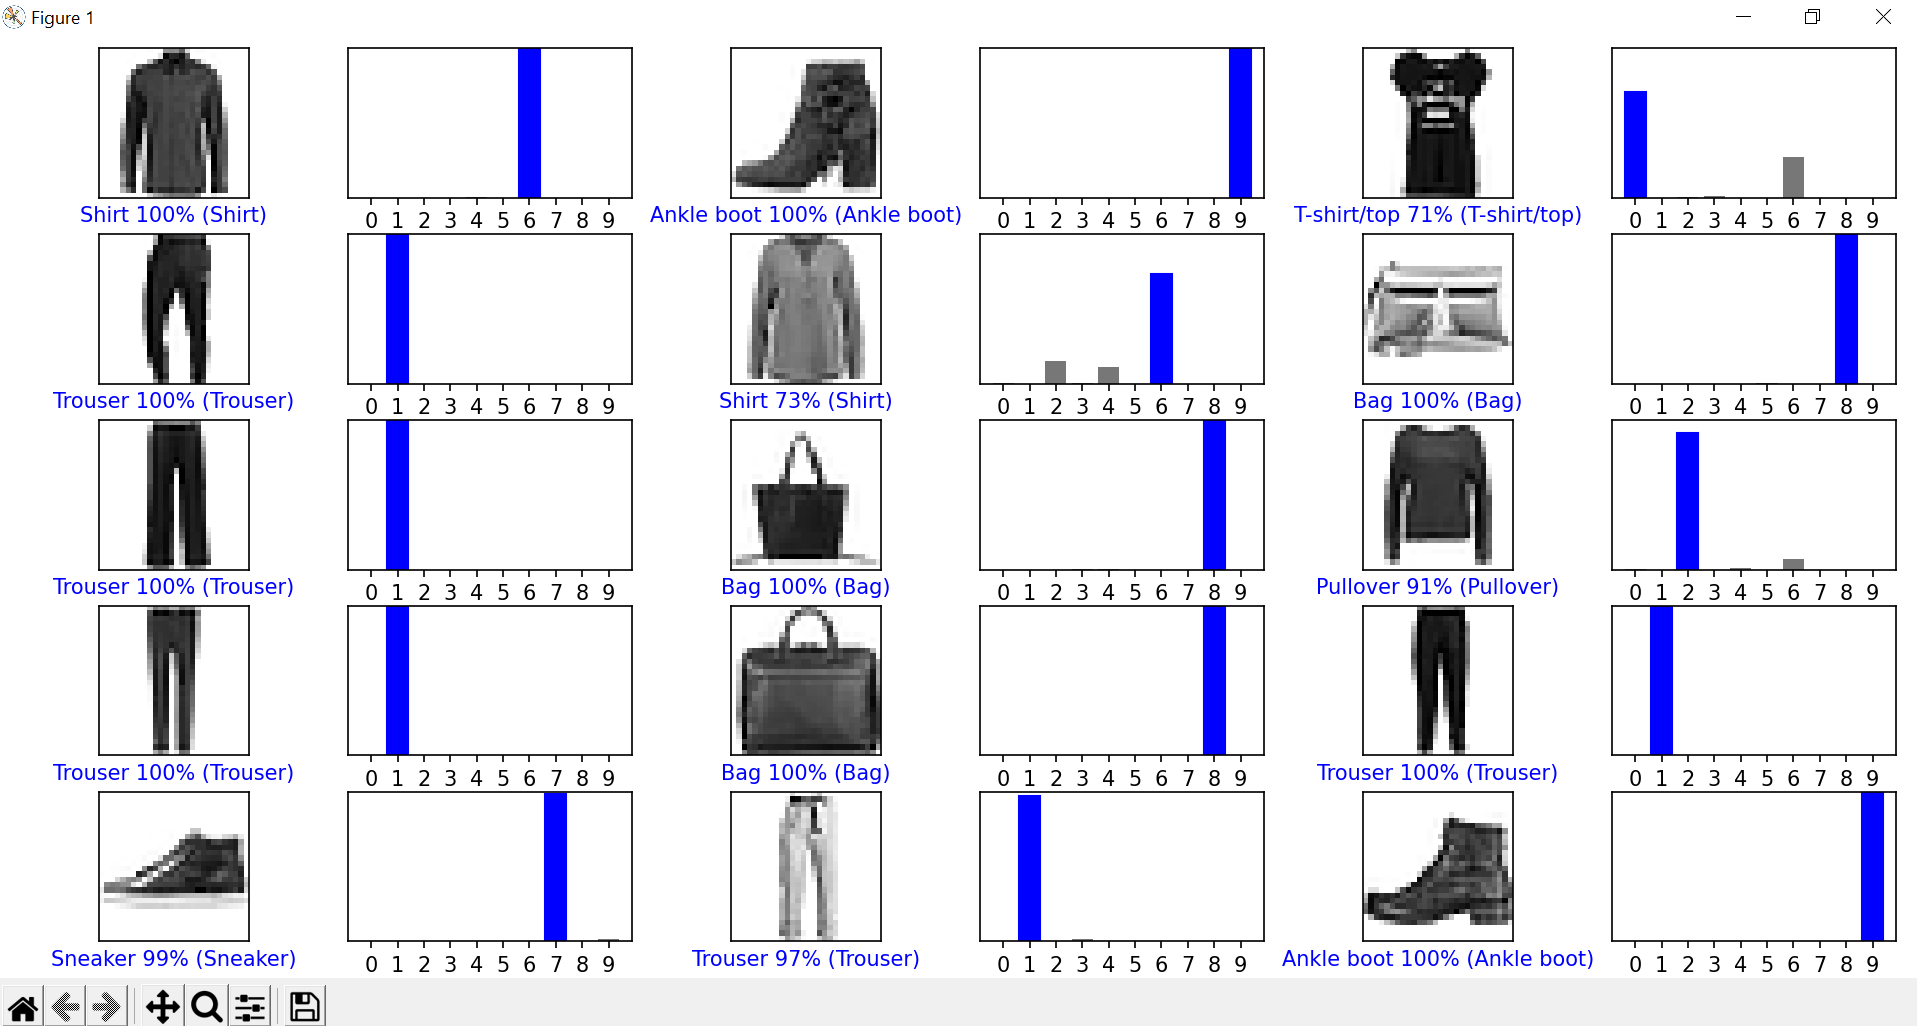 Figure 1
Shirt 100% (Shirt)
0 1 2 3 4 5 6 7 8 9
Ankle boot 100% (Ankle boot)
0 1 2 3 4 5 6 7 8 9
T-shirt/top 71% (T-shirt/top)
0 1 2 3 4 5 6 7 8 9
Trouser 100% (Trouser)
0 1 2 3 4 5 6 7 8 9
Shirt 73% (Shirt)
0 1 2 3 4 5 6 7 8 9
Bag 100% (Bag)
0 1 2 3 4 5 6 7 8 9
Trouser 100% (Trouser)
0 1 2 3 4 5 6 7 8 9
Bag 100% (Bag)
0 1 2 3 4 5 6 7 8 9
Pullover 91% (Pullover)
0 1 2 3 4 5 6 7 8 9
Trouser 100% (Trouser)
0 1 2 3 4 5 6 7 8 9
Bag 100% (Bag)
0 1 2 3 4 5 6 7 8 9
Trouser 100% (Trouser)
0 1 2 3 4 5 6 7 8 9
Sneaker 99% (Sneaker)
0 1 2 3 4 5 6 7 8 9
Trouser 97% (Trouser)
0 1 2 3 4 5 6 7 8 9
Ankle boot 100% (Ankle boot)
0 1 2 3 4 5 6 7 8 9